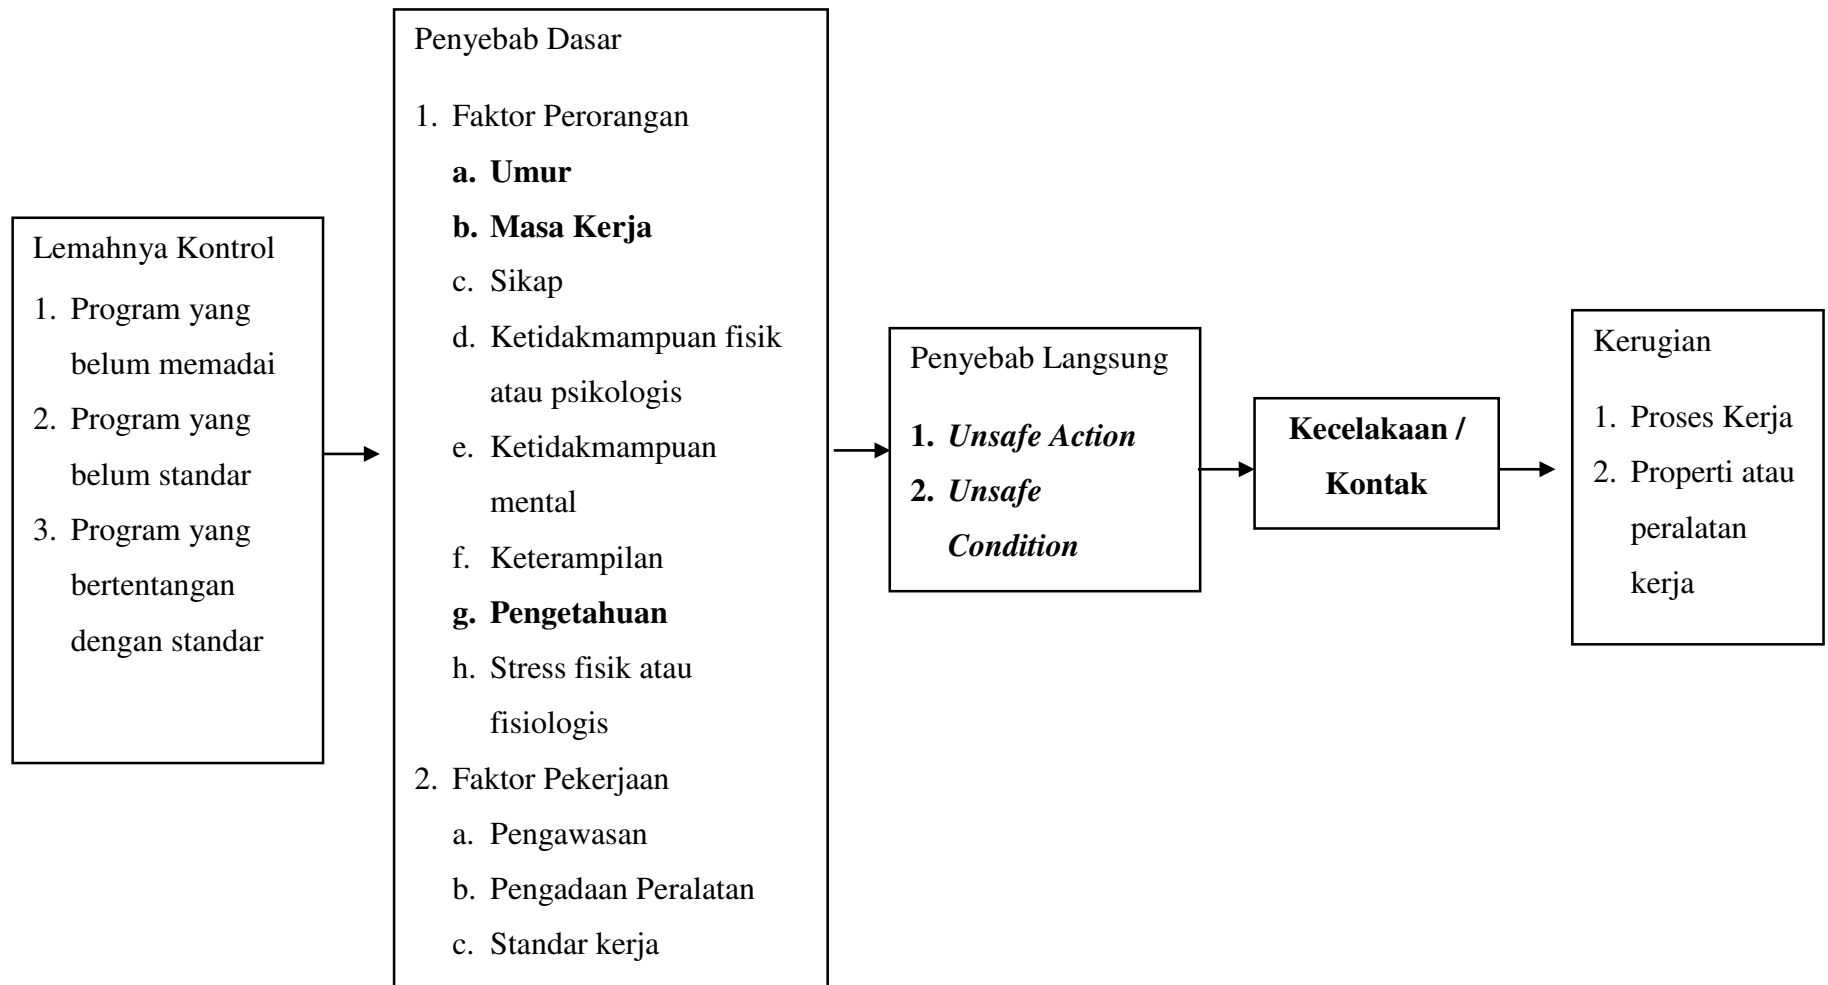 Lemahnya Kontrol
1. Program yang
belum memadai
2. Program yang
belum standar
3. Program yang
bertentangan
dengan standar
Penyebab Dasar
1. Faktor Perorangan
a. Umur
b. Masa Kerja
c. Sikap
d. Ketidakmampuan fisik
atau psikologis
e. Ketidakmampuan
mental
f. Keterampilan
g. Pengetahuan
h. Stress fisik atau
fisiologis
2. Faktor Pekerjaan
a. Pengawasan
b. Pengadaan Peralatan
c. Standar kerja
Penyebab Langsung
1. Unsafe Action
2. Unsafe
Condition
Kecelakaan /
Kontak
Kerugian
1. Proses Kerja
2. Properti atau
peralatan
kerja